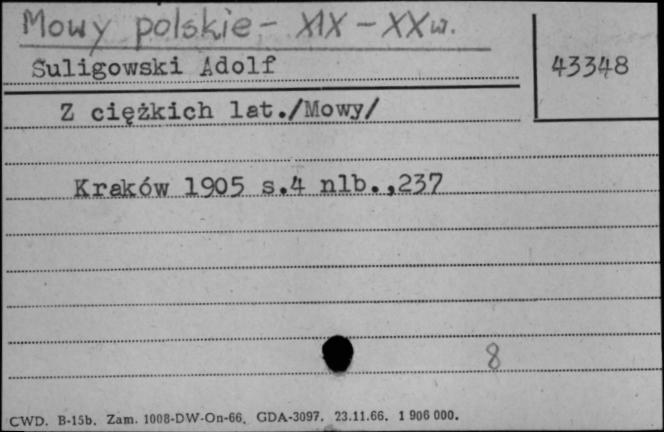 Mowy polskie - XIX - XX w.
Suligowski Adolf
43348
Z ciężkich lat./Mowy/
Kraków 1905 s.4 nlb.,237
8
CWD. B-15b. Zam. 1008-DW-On-66. GDA-3097. 23.11.66. 1 906 000.